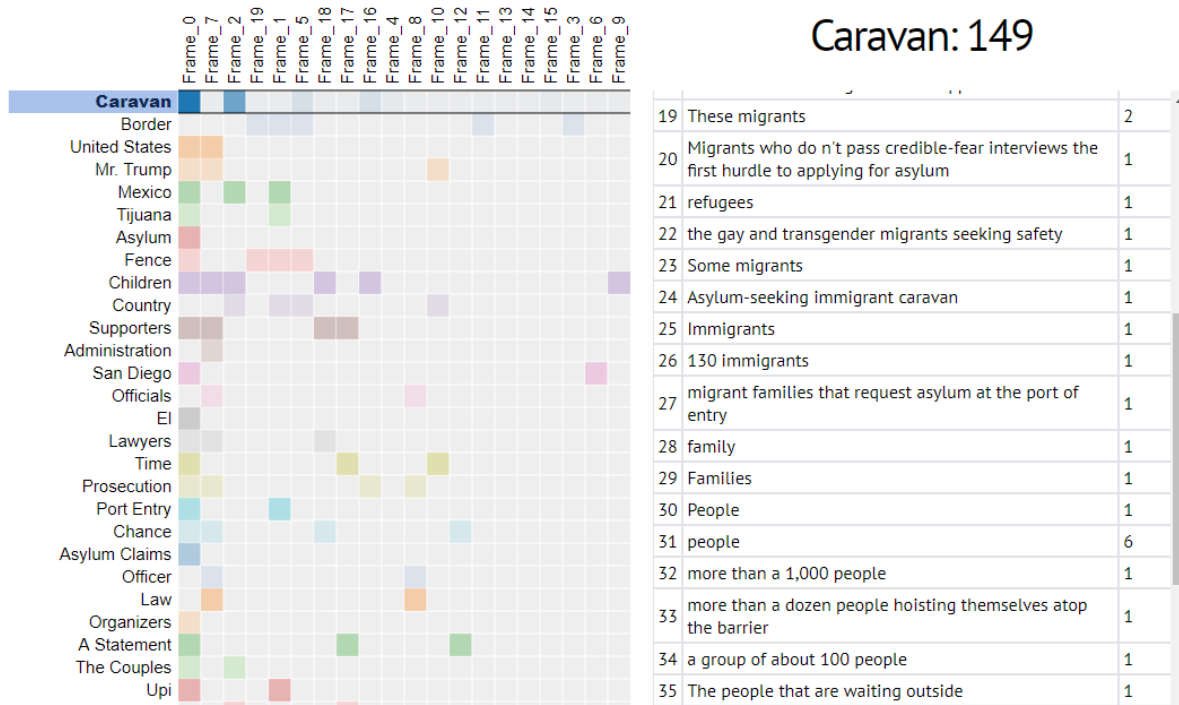 Frame_0
Frame_7
Frame_2
Frame_19
Frame_1
Frame_5
Frame_18
Frame_17
Frame_16
Frame_4
Frame_8
Frame_10
Frame_12
Frame_11
Frame_13
Frame_14
Frame_15
Frame_3
Frame_6
Frame_9
Caravan
Border
United States
Mr. Trump
Mexico
Tijuana
Asylum
Fence
Children
Country
Supporters
Administration
San Diego
Officials
El
Lawyers
Time
Prosecution
Port Entry
Chance
Asylum Claims
Officer
Law
Organizers
A Statement
The Couples
Upi
Caravan: 149
19 These migrants 2
20 Migrants who do n't pass credible-fear interviews the
first hurdle to applying for asylum 1
21 refugees 1
22 the gay and transgender migrants seeking safety 1
23 Some migrants 1
24 Asylum-seeking immigrant caravan 1
25 Immigrants 1
26 130 immigrants 1
27 migrant families that request asylum at the port of
entry 1
28 family 1
29 Families 1
30 People 1
31 people 6
32 more than a 1,000 people 1
33 more than a dozen people hoisting themselves atop
the barrier 1
34 a group of about 100 people 1
35 The people that are waiting outside 1